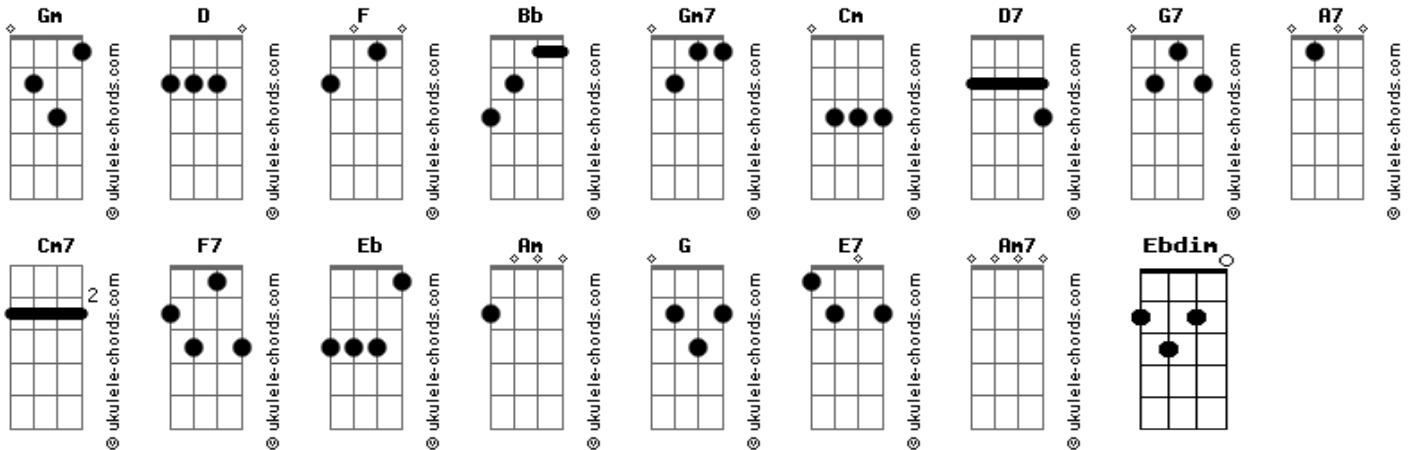 Gm D F Bb Gm7 Cm D7 G7 A7
© ukulele-chords.com © ukulele-chords.com © ukulele-chords.com © ukulele-chords.com © ukulele-chords.com © ukulele-chords.com © ukulele-chords.com © ukulele-chords.com © ukulele-chords.com
Cm7 F7 Eb Am G E7 Am7 Ebdim
2
© ukulele-chords.com © ukulele-chords.com © ukulele-chords.com © ukulele-chords.com © ukulele-chords.com © ukulele-chords.com © ukulele-chords.com